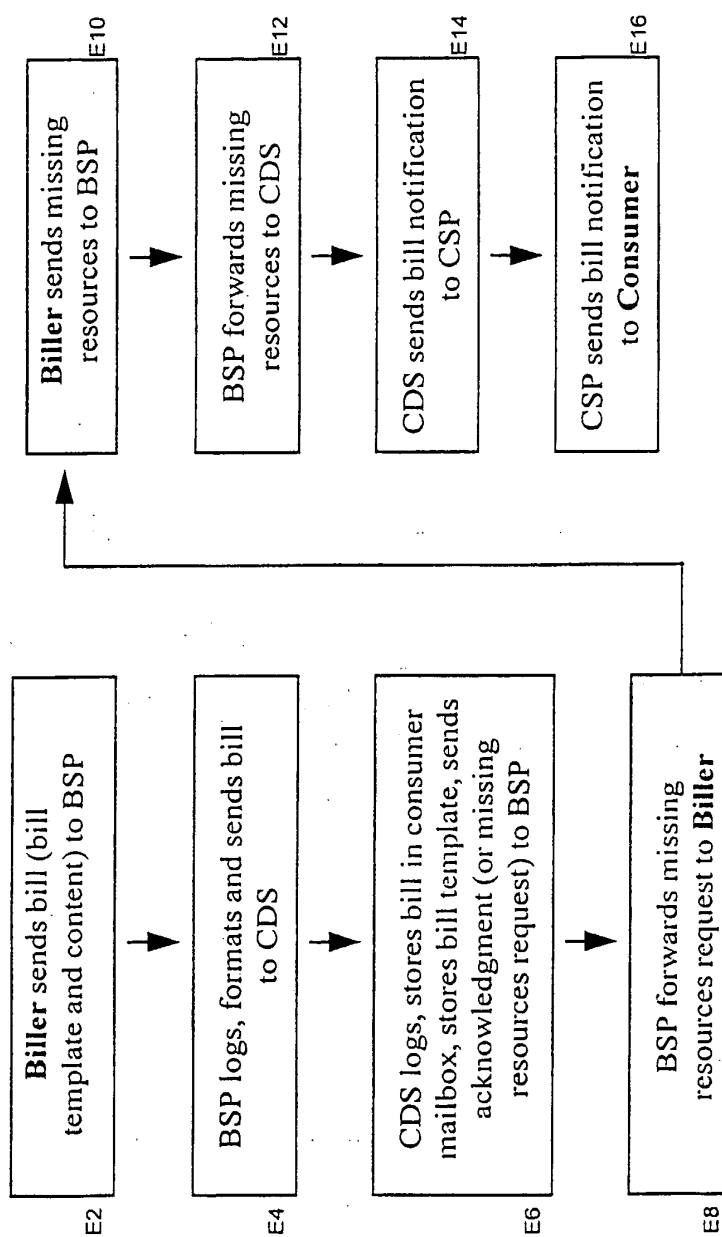 Biller sends bill (bill
template and content) to BSP
E2
BSP logs, formats and sends bill
to CDS
E4
CDS logs, stores bill in consumer
mailbox, stores bill template, sends
acknowledgment (or missing
resources request) to BSP
E6
BSP forwards missing
resources request to Biller
E8
Biller sends missing
resources to BSP
E10
BSP forwards missing
resources to CDS
E12
CDS sends bill notification
to CSP
E14
CSP sends bill notification
to Consumer
E16